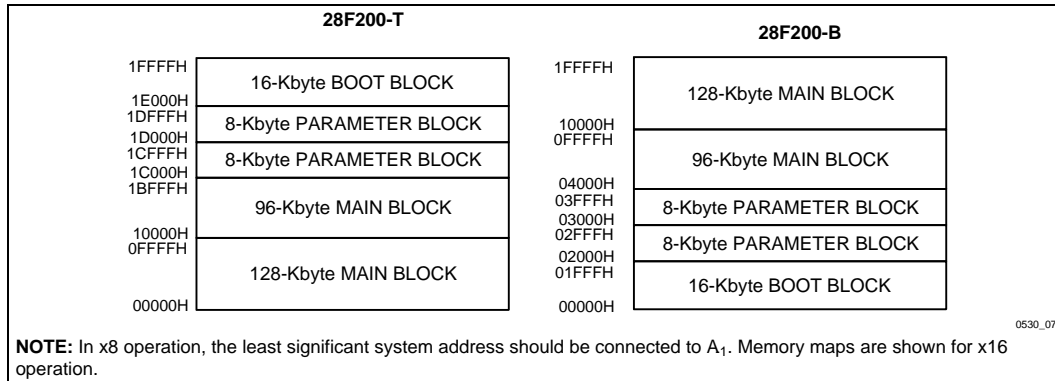 28F200-T
1FFFFH
16-Kbyte BOOT BLOCK
1E000H
1DFFFH
8-Kbyte PARAMETER BLOCK
1D000H
1CFFFH
8-Kbyte PARAMETER BLOCK
1C000H
1BFFFH
96-Kbyte MAIN BLOCK
10000H
0FFFFH
128-Kbyte MAIN BLOCK
00000H
28F200-B
1FFFFH
128-Kbyte MAIN BLOCK
10000H
0FFFFH
96-Kbyte MAIN BLOCK
04000H
03FFFH
8-Kbyte PARAMETER BLOCK
03000H
02FFFH
8-Kbyte PARAMETER BLOCK
02000H
01FFFH
16-Kbyte BOOT BLOCK
00000H
0530_07
NOTE: In x8 operation, the least significant system address should be connected to A1. Memory maps are shown for x16
operation.